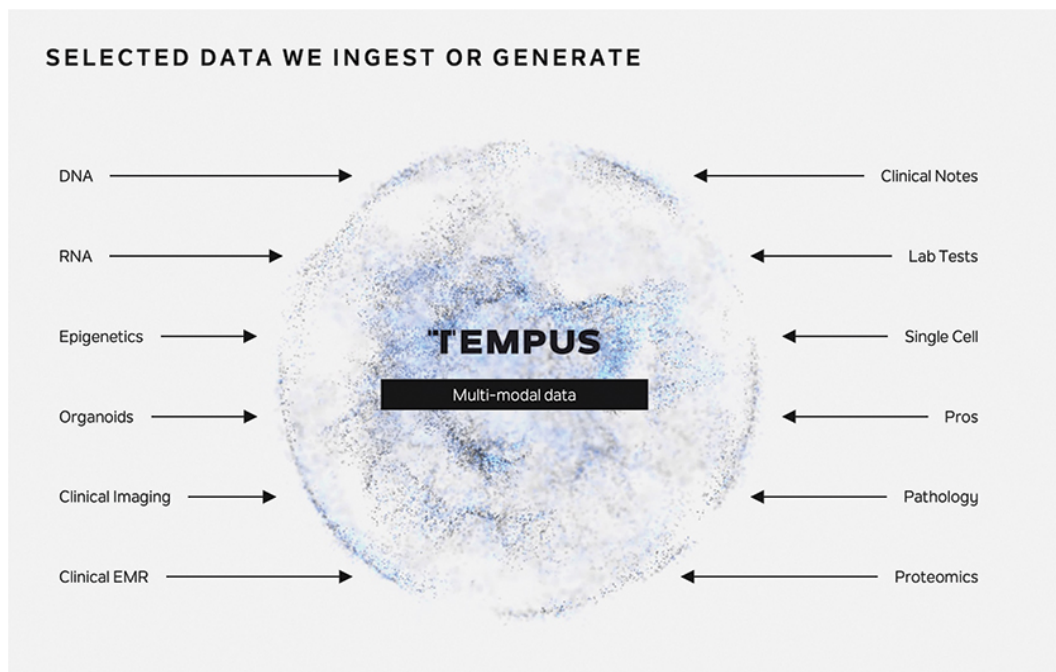 SELECTED DATA WE INGEST OR GENERATE
DNA
Clinical Notes
RNA
Lab Tests
TEMPUS
Epigenetics
Single Cell
Multi-modal data
Organoids
Pros
Clinical Imaging
Pathology
Clinical EMR
Proteomics